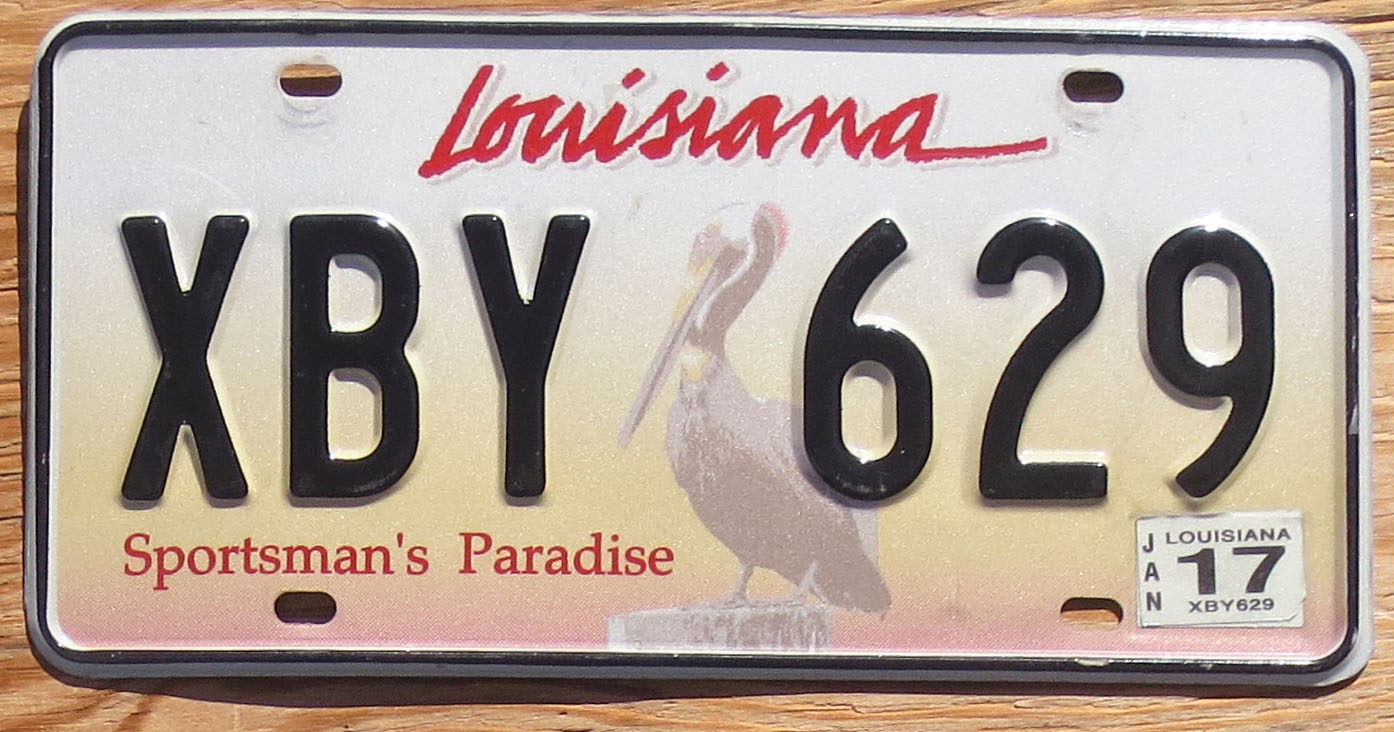 Louisiana
XBY 629
Sportsman's Paradise
JAN
LOUISIANA
17
XBY629